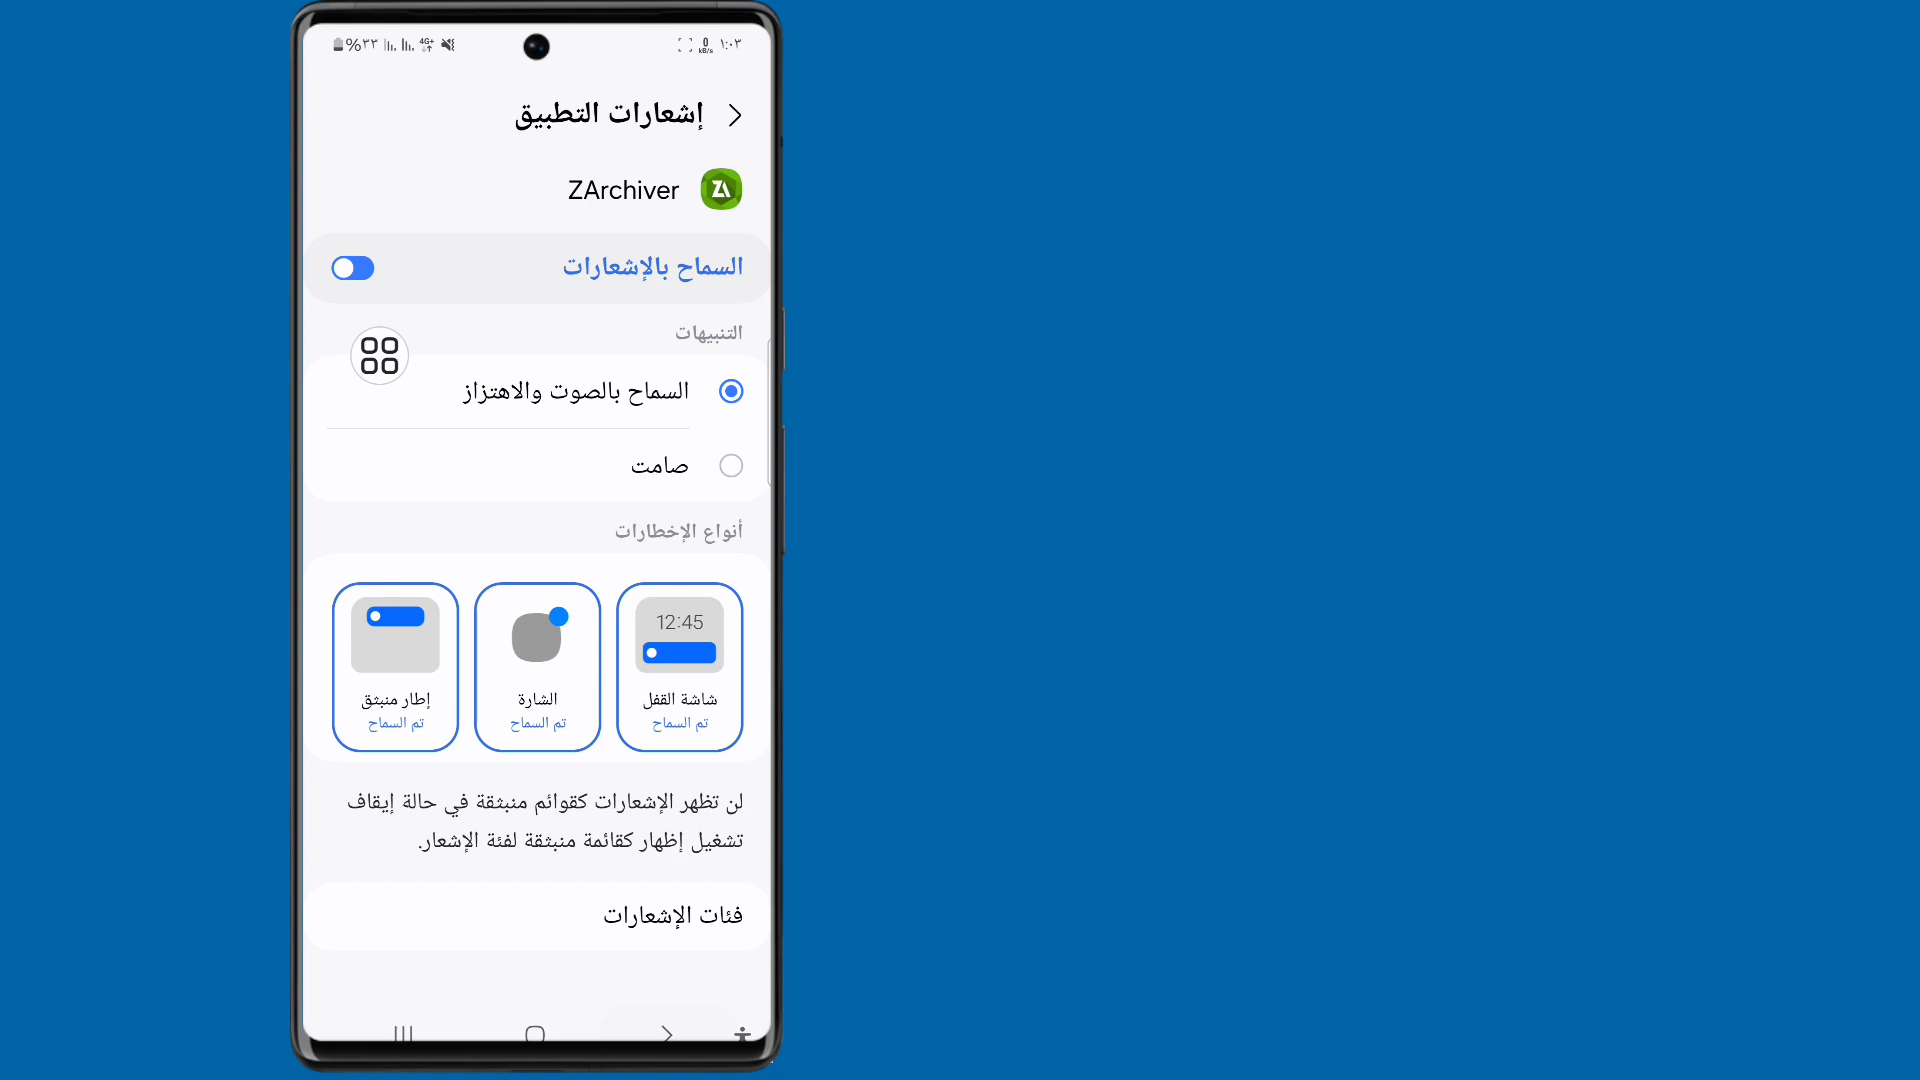 %٣٣ 4G+ 0 kB/s ١:٠٣
إشعارات التطبيق
ZArchiver
السماح بالإشعارات
التنبيهات
السماح بالصوت والاهتزاز
صامت
أنواع الإخطارات
12:45
شاشة القفل
تم السماح
الشارة
تم السماح
إطار منبثق
تم السماح
لن تظهر الإشعارات كقوائم منبثقة في حالة إيقاف
تشغيل إظهار كقائمة منبثقة لفئة الإشعار.
فئات الإشعارات